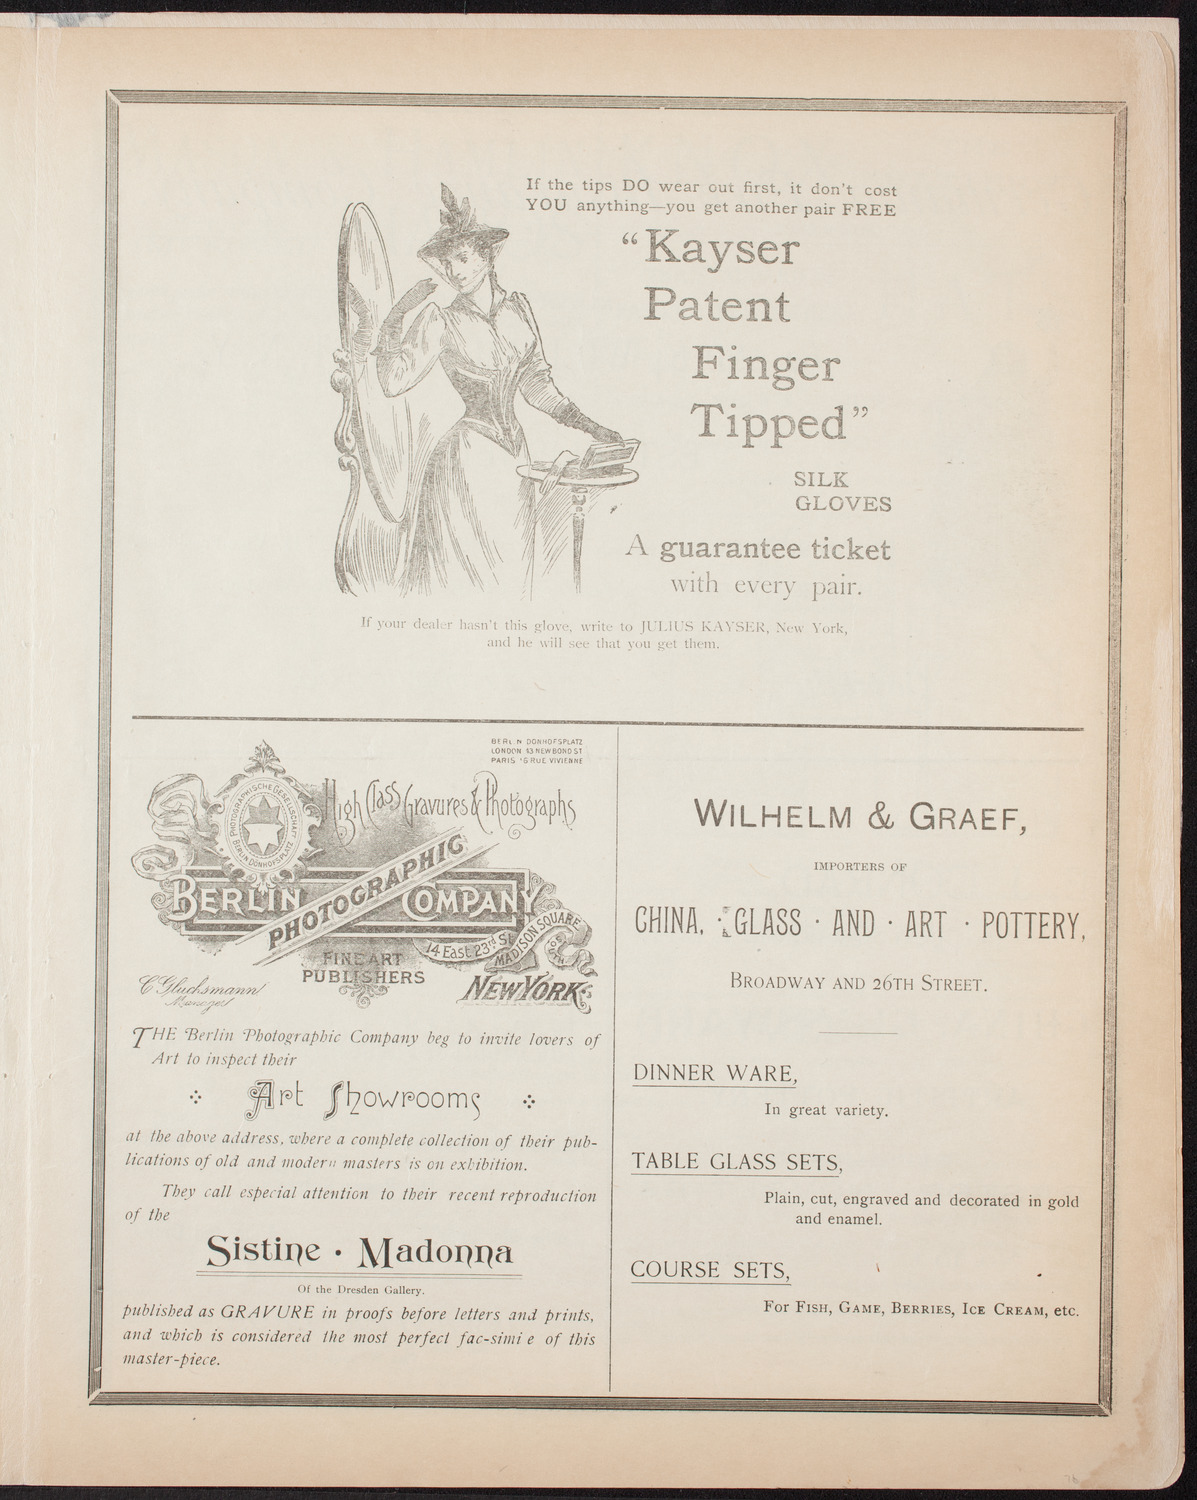 If the tips DO wear out first, it don't cost
YOU anything—you get another pair FREE
"Kayser
Patent
Finger
Tipped"
SILK
GLOVES
A guarantee ticket
with every pair.
If your dealer hasn't this glove, write to JULIUS KAYSER, New York,
and he will see that you get them.
BERLIN DONHOFSPLATZ
LONDON 13 NEW BOND ST
PARIS RUE VIVIENNE
High Class Gravures & Photographs
PHOTOGRAPHISCHE GESELLSCHAFT
BERLIN DONHOFSPLATZ
BERLIN PHOTOGRAPHIC COMPANY
14 East 23rd St
MADISON SQUARE
SOUTH
FINE ART
PUBLISHERS
NEW YORK
C Glucksmann
Manager
THE Berlin Photographic Company beg to invite lovers of
Art to inspect their
Art Showrooms
at the above address, where a complete collection of their pub-
lications of old and modern masters is on exhibition.
They call especial attention to their recent reproduction
of the
Sistine · Madonna
Of the Dresden Gallery.
published as GRAVURE in proofs before letters and prints,
and which is considered the most perfect fac-simi e of this
master-piece.
WILHELM & GRAEF,
IMPORTERS OF
CHINA, · GLASS · AND · ART · POTTERY,
BROADWAY AND 26TH STREET.
DINNER WARE,
In great variety.
TABLE GLASS SETS,
Plain, cut, engraved and decorated in gold
and enamel.
COURSE SETS,
For FISH, GAME, BERRIES, ICE CREAM, etc.